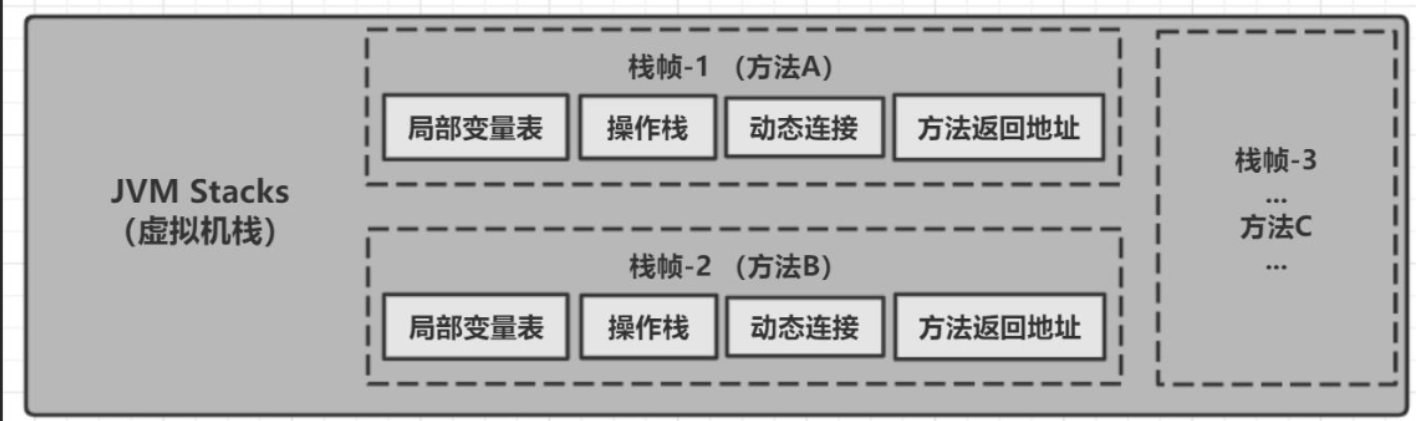 JVM Stacks
（虚拟机栈）
栈帧-1 （方法A）
局部变量表
操作栈
动态连接
方法返回地址
栈帧-2 （方法B）
局部变量表
操作栈
动态连接
方法返回地址
栈帧-3
...
方法C
...